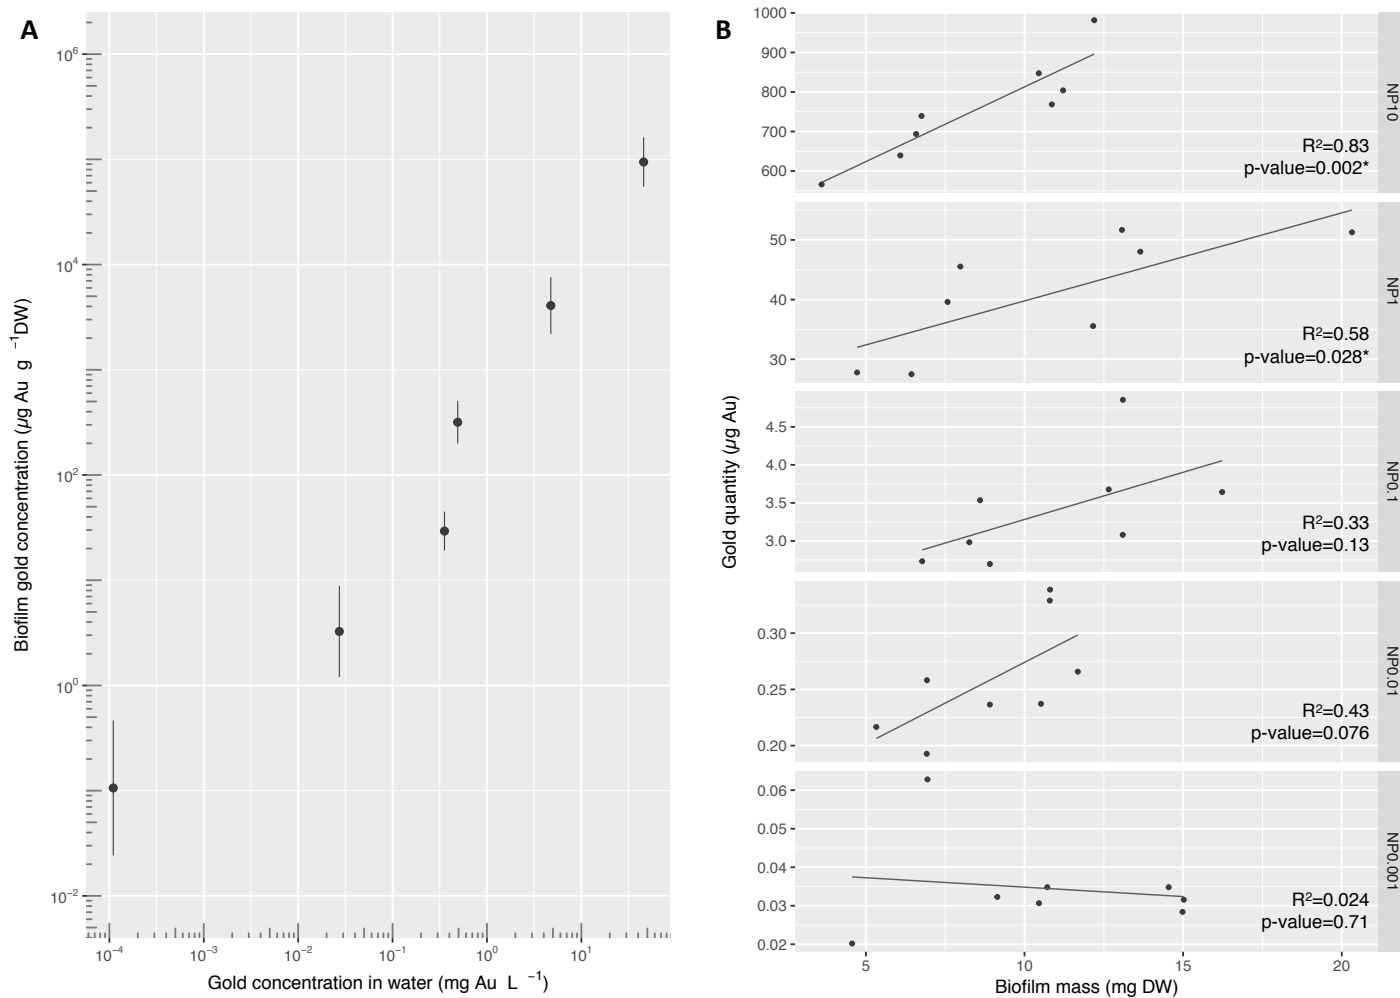 A
10⁶
10⁴
10²
10⁰
10⁻²
Biofilm gold concentration (µg Au g ⁻¹DW)
10⁻⁴
10⁻³
10⁻²
10⁻¹
10⁰
10¹
Gold concentration in water (mg Au L ⁻¹)
B
Gold quantity (µg Au)
1000
900
800
700
600
R²=0.83
p-value=0.002*
NP10
50
40
30
R²=0.58
p-value=0.028*
NP1
4.5
4.0
3.5
3.0
R²=0.33
p-value=0.13
NP0.1
0.30
0.25
0.20
R²=0.43
p-value=0.076
NP0.01
0.06
0.05
0.04
0.03
0.02
R²=0.024
p-value=0.71
NP0.001
5
10
15
20
Biofilm mass (mg DW)